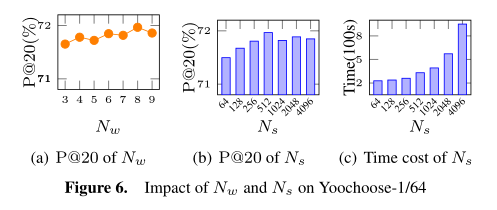 P@20(%)
72
71
3 4 5 6 7 8 9
N_w
(a) P@20 of N_w
P@20(%)
72
71
64 128 256 512 1024 2048 4096
N_s
(b) P@20 of N_s
Time(100s)
8
5
2
64 128 256 512 1024 2048 4096
N_s
(c) Time cost of N_s
Figure 6. Impact of N_w and N_s on Yoochoose-1/64